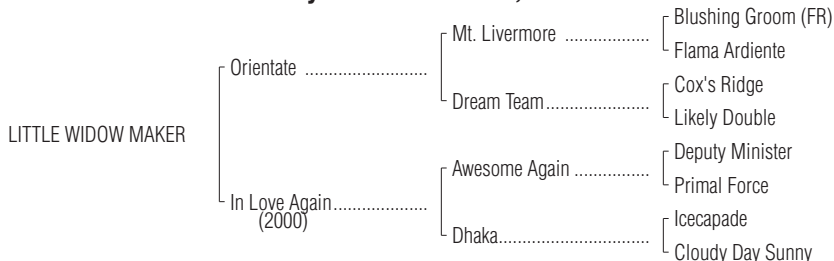 Blushing Groom (FR)
Mt. Livermore ..................
Flama Ardiente
Orientate ..........................
Cox's Ridge
Dream Team......................
Likely Double
LITTLE WIDOW MAKER
Deputy Minister
Awesome Again ................
Primal Force
In Love Again....................
(2000)
Icecapade
Dhaka................................
Cloudy Day Sunny